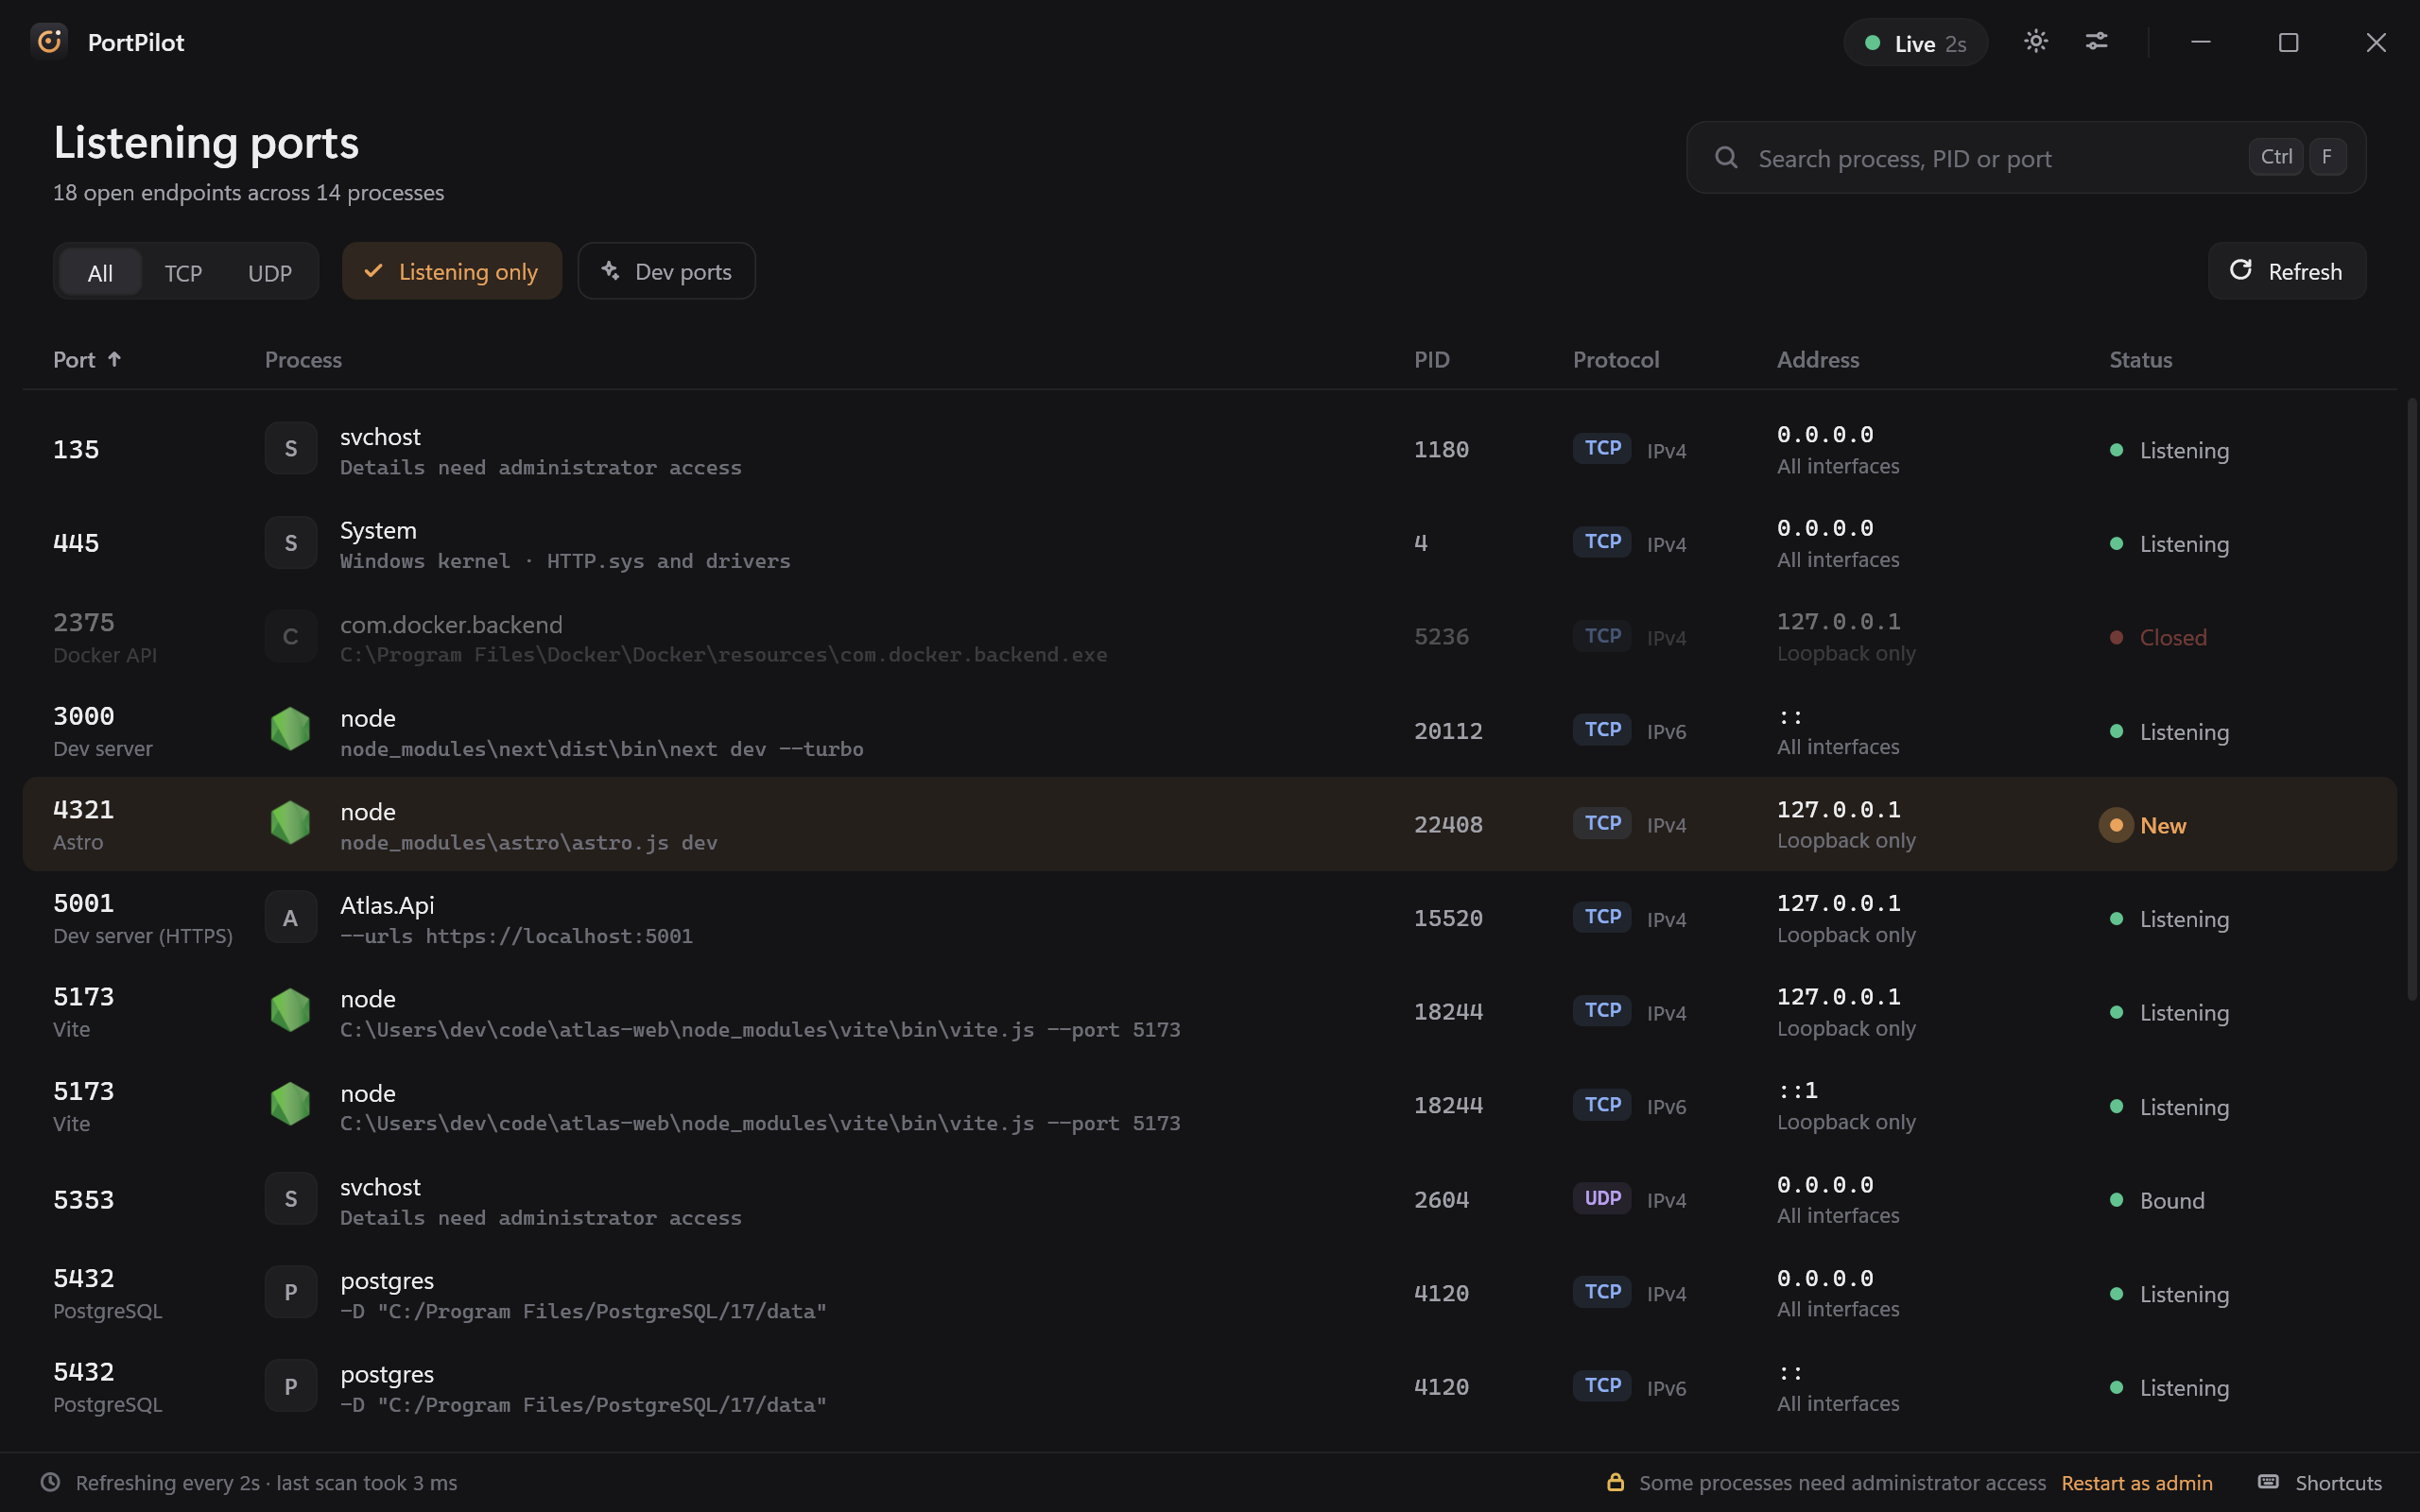 PortPilot
Live 2s
Listening ports
18 open endpoints across 14 processes
Search process, PID or port Ctrl F
All TCP UDP Listening only Dev ports Refresh
Port ↑ Process PID Protocol Address Status
135 S svchost 1180 TCP IPv4 0.0.0.0 Listening
Details need administrator access All interfaces
445 S System 4 TCP IPv4 0.0.0.0 Listening
Windows kernel · HTTP.sys and drivers All interfaces
2375 C com.docker.backend 5236 TCP IPv4 127.0.0.1 Closed
Docker API C:\Program Files\Docker\Docker\resources\com.docker.backend.exe Loopback only
3000 node 20112 TCP IPv6 :: Listening
Dev server node_modules\next\dist\bin\next dev --turbo All interfaces
4321 node 22408 TCP IPv4 127.0.0.1 New
Astro node_modules\astro\astro.js dev Loopback only
5001 A Atlas.Api 15520 TCP IPv4 127.0.0.1 Listening
Dev server (HTTPS) --urls https://localhost:5001 Loopback only
5173 node 18244 TCP IPv4 127.0.0.1 Listening
Vite C:\Users\dev\code\atlas-web\node_modules\vite\bin\vite.js --port 5173 Loopback only
5173 node 18244 TCP IPv6 ::1 Listening
Vite C:\Users\dev\code\atlas-web\node_modules\vite\bin\vite.js --port 5173 Loopback only
5353 S svchost 2604 UDP IPv4 0.0.0.0 Bound
Details need administrator access All interfaces
5432 P postgres 4120 TCP IPv4 0.0.0.0 Listening
PostgreSQL -D "C:/Program Files/PostgreSQL/17/data" All interfaces
5432 P postgres 4120 TCP IPv6 :: Listening
PostgreSQL -D "C:/Program Files/PostgreSQL/17/data" All interfaces
Refreshing every 2s · last scan took 3 ms Some processes need administrator access Restart as admin Shortcuts